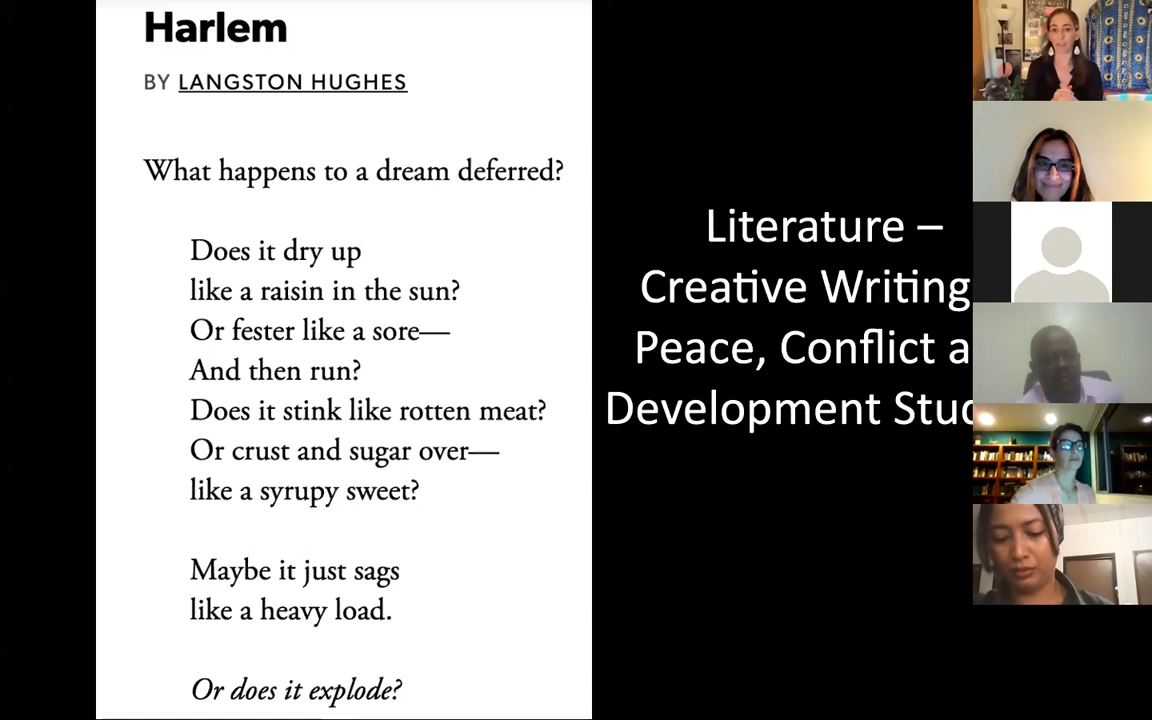 Harlem
BY LANGSTON HUGHES
What happens to a dream deferred?
Does it dry up
like a raisin in the sun?
Or fester like a sore—
And then run?
Does it stink like rotten meat?
Or crust and sugar over—
like a syrupy sweet?
Maybe it just sags
like a heavy load.
Or does it explode?
Literature –
Creative Writing
Peace, Conflict a
Development Stu